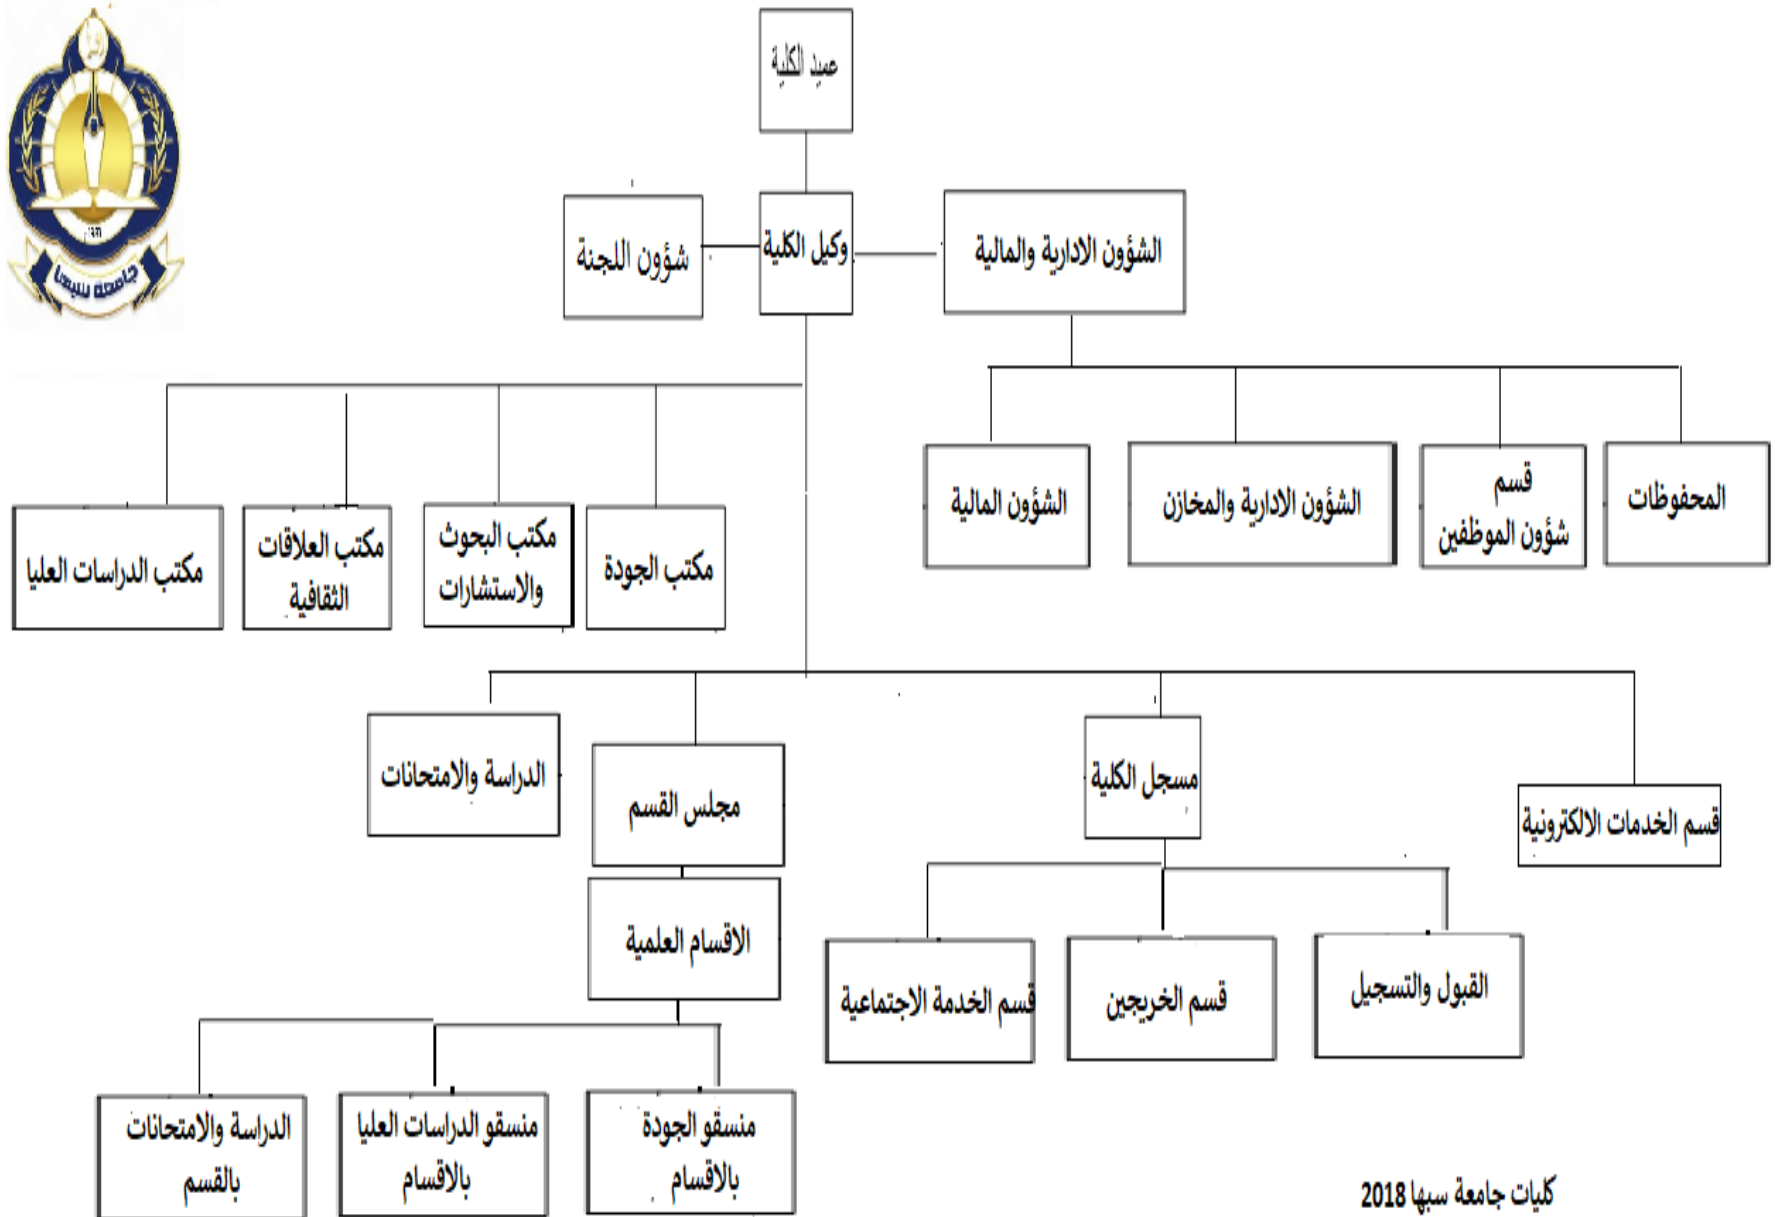 عميد الكلية
الشؤون الادارية والمالية
وكيل الكلية
شؤون اللجنة
المحفوظات
قسم
شؤون الموظفين
الشؤون الادارية والمخازن
الشؤون المالية
مكتب الجودة
مكتب البحوث
والاستشارات
مكتب العلاقات
الثقافية
مكتب الدراسات العليا
قسم الخدمات الالكترونية
مسجل الكلية
مجلس القسم
الدراسة والامتحانات
الاقسام العلمية
القبول والتسجيل
قسم الخريجين
قسم الخدمة الاجتماعية
منسقو الجودة
بالاقسام
منسقو الدراسات العليا
بالاقسام
الدراسة والامتحانات
بالقسم
كليات جامعة سبها 2018
جامعة سبها